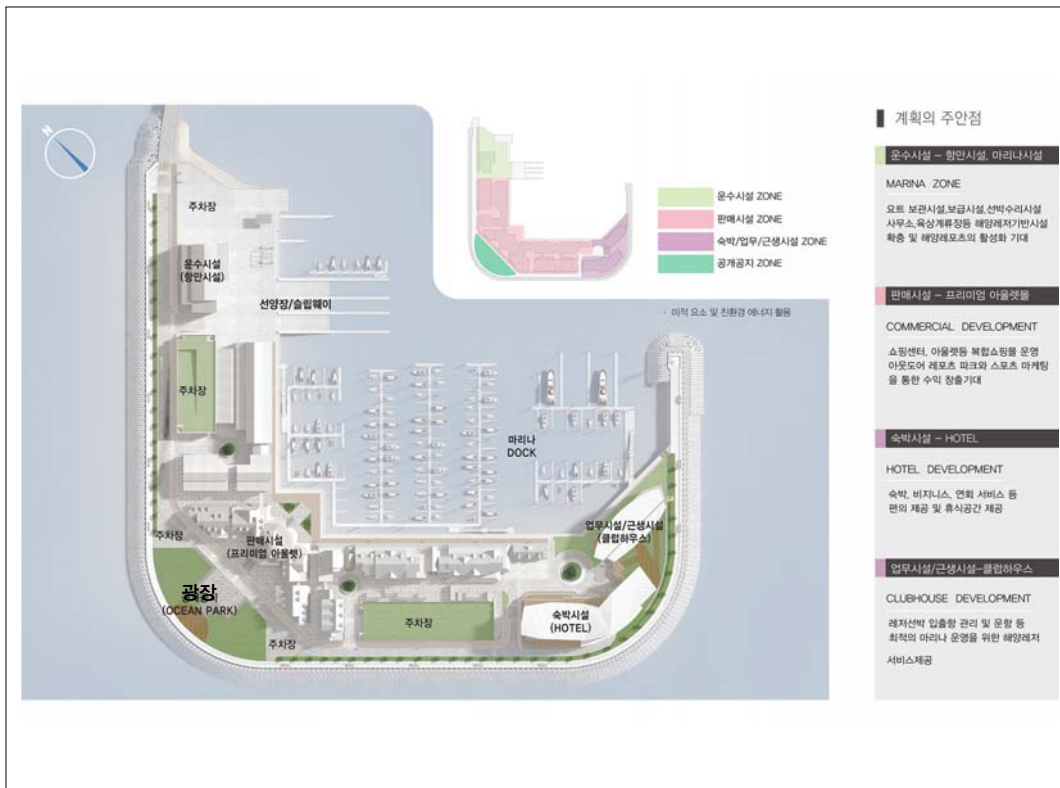 N
주차장
운수시설
(항만시설)
선양장/슬립웨이
주차장
마리나
DOCK
업무시설/근생시설
(클럽하우스)
주차장
판매시설
(프리미엄 아울렛)
광장
(OCEAN PARK)
주차장
주차장
숙박시설
(HOTEL)
운수시설 ZONE
판매시설 ZONE
숙박/업무/근생시설 ZONE
공개공지 ZONE
- 미적 요소 및 친환경 에너지 활용
계획의 주안점
운수시설 – 항만시설, 마리나시설
MARINA ZONE
요트 보관시설,보급시설,선박수리시설
사무소,육상계류장등 해양레저기반시설
확충 및 해양레포츠의 활성화 기대
판매시설 – 프리미엄 아울렛몰
COMMERCIAL DEVELOPMENT
쇼핑센터, 아울렛등 복합쇼핑몰 운영
아웃도어 레포츠 파크와 스포츠 마케팅
을 통한 수익 창출기대
숙박시설 – HOTEL
HOTEL DEVELOPMENT
숙박, 비지니스, 연회 서비스 등
편의 제공 및 휴식공간 제공
업무시설/근생시설–클럽하우스
CLUBHOUSE DEVELOPMENT
레저선박 입출항 관리 및 운항 등
최적의 마리나 운영을 위한 해양레저
서비스제공